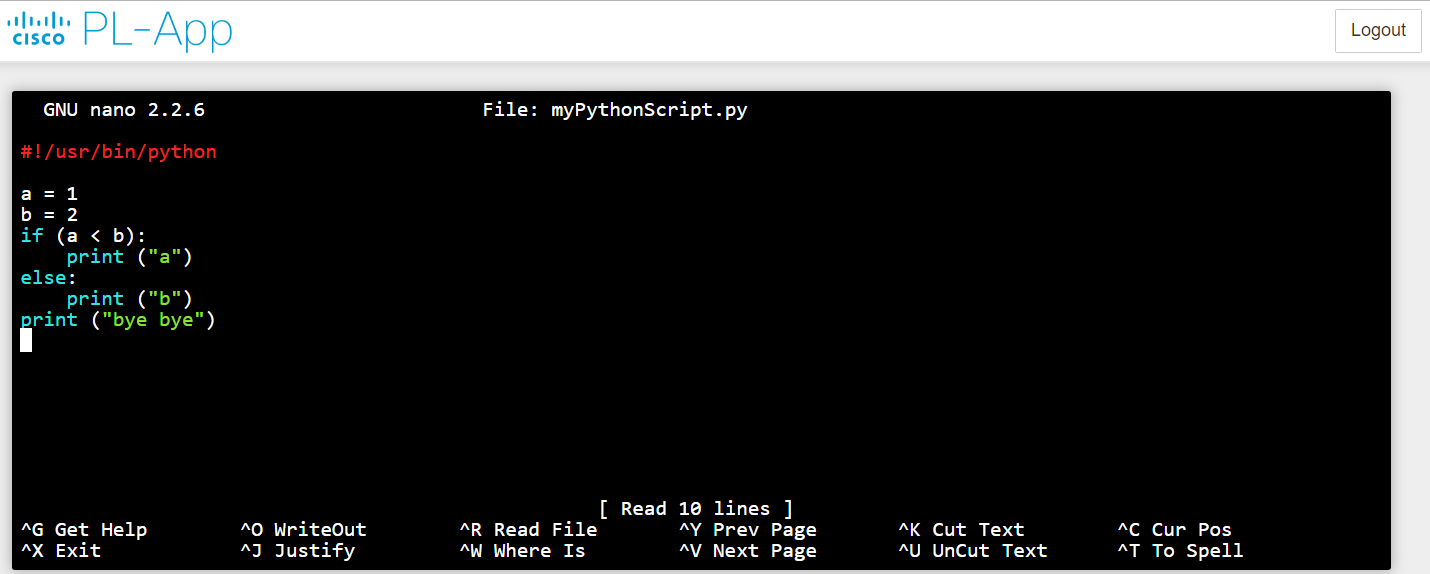 cisco PL-App
Logout
GNU nano 2.2.6 File: myPythonScript.py
#!/usr/bin/python
a = 1
b = 2
if (a < b):
    print ("a")
else:
    print ("b")
print ("bye bye")
[ Read 10 lines ]
^G Get Help ^O WriteOut ^R Read File ^Y Prev Page ^K Cut Text ^C Cur Pos
^X Exit ^J Justify ^W Where Is ^V Next Page ^U UnCut Text ^T To Spell